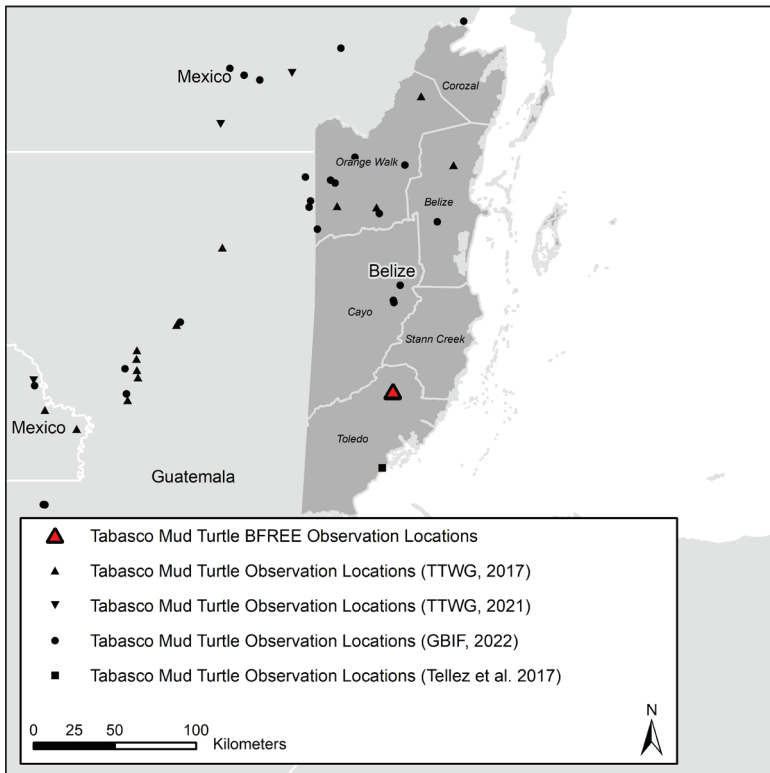 Mexico
Corozal
Orange Walk
Belize
Belize
Cayo
Stann Creek
Mexico
Toledo
Guatemala
Tabasco Mud Turtle BFREE Observation Locations
Tabasco Mud Turtle Observation Locations (TTWG, 2017)
Tabasco Mud Turtle Observation Locations (TTWG, 2021)
Tabasco Mud Turtle Observation Locations (GBIF, 2022)
Tabasco Mud Turtle Observation Locations (Tellez et al. 2017)
0 25 50 100
Kilometers
N